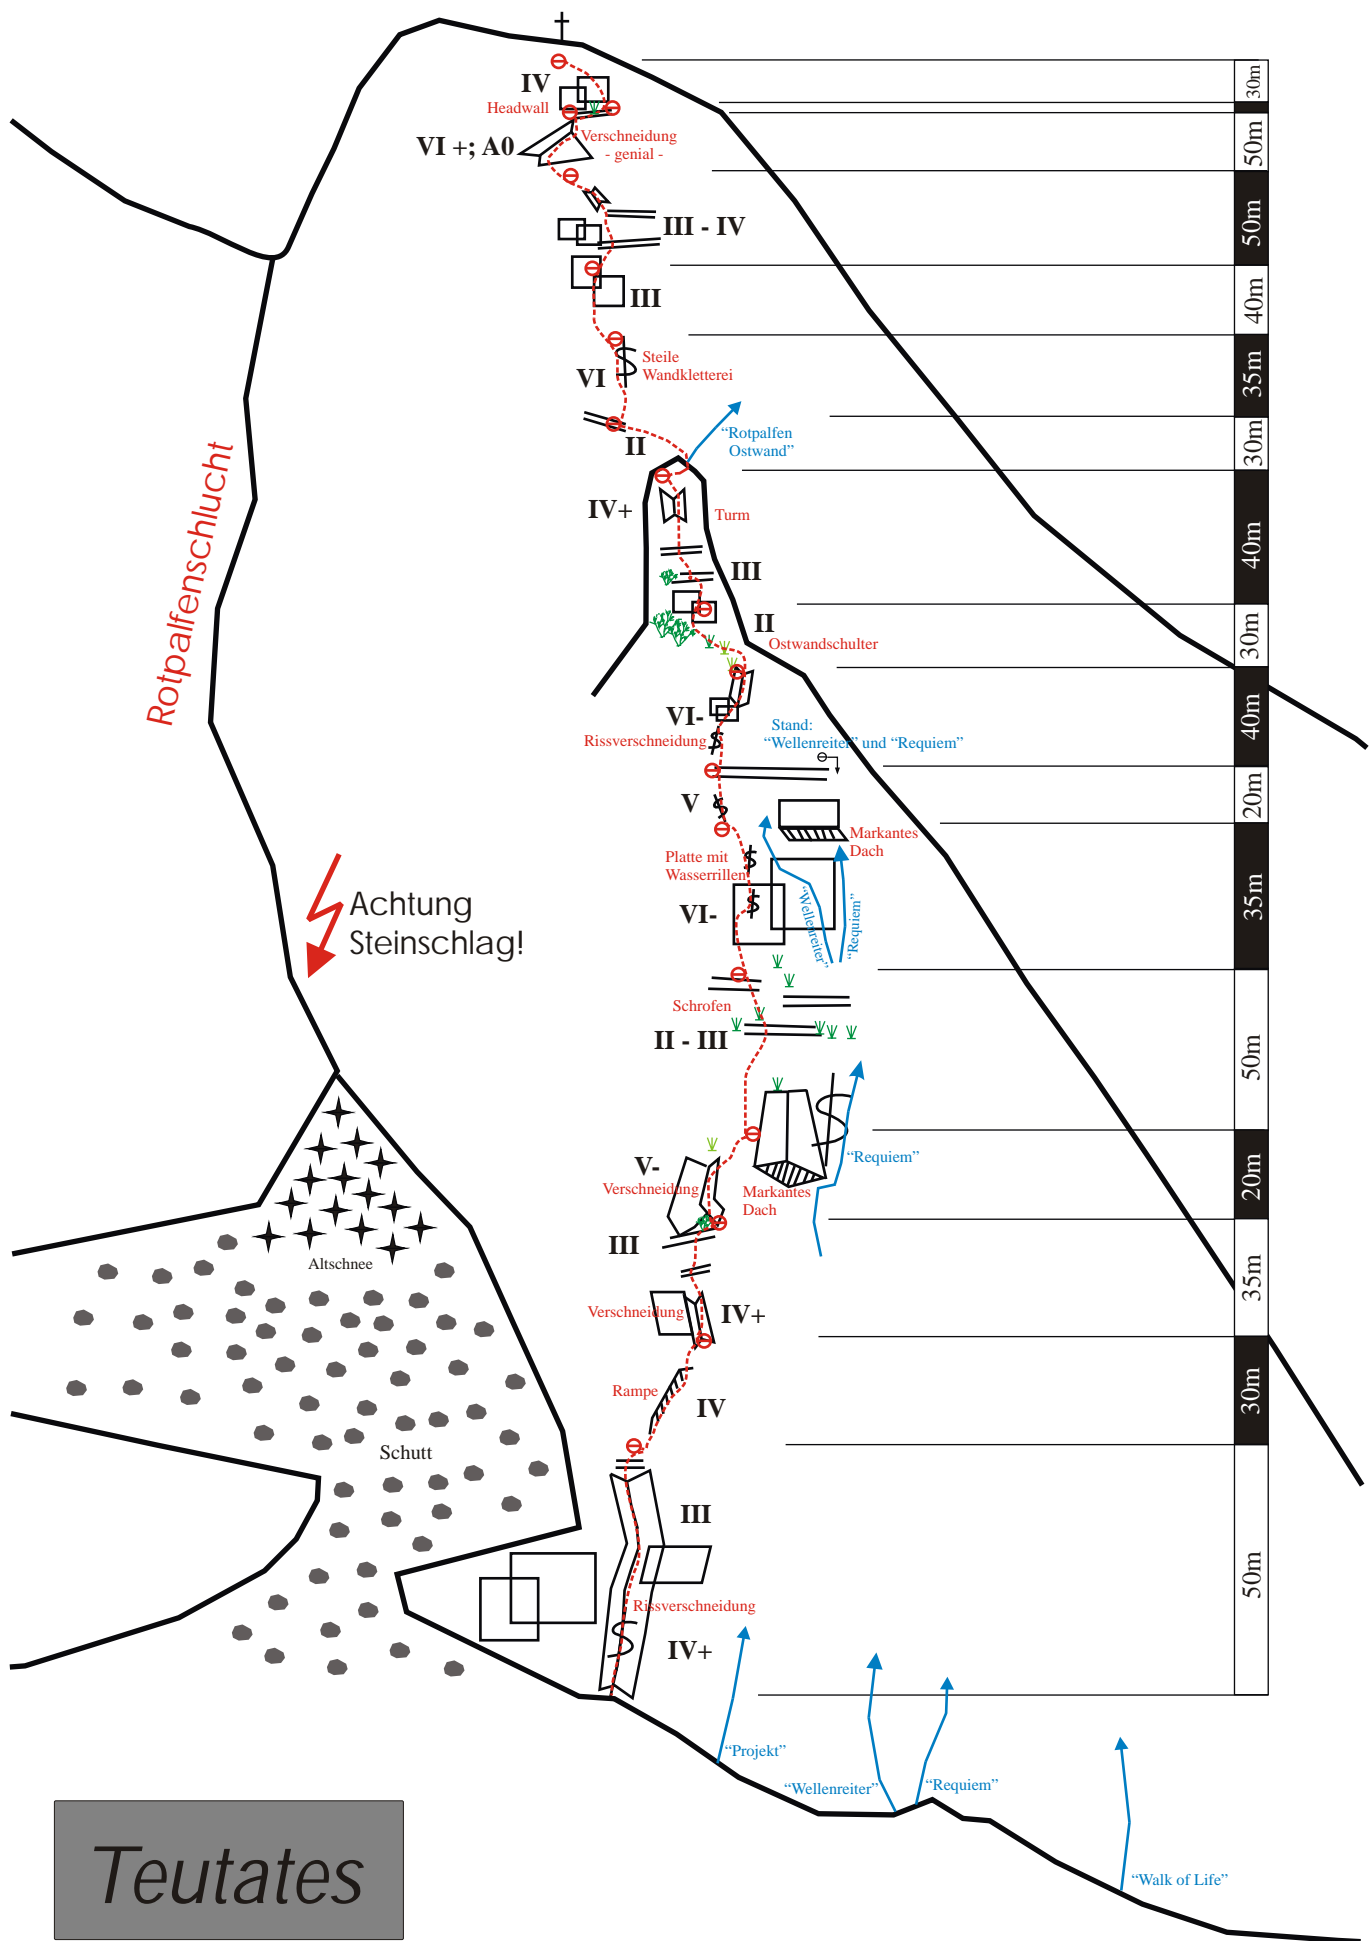 IV
30m
Headwall
VI +; A0
Verschneidung
- genial -
50m
III - IV
50m
III
40m
Steile
Wandkletterei
VI
35m
"Rotpalfen
Ostwand"
II
30m
Rotpalfenschlucht
IV+
Turm
40m
III
II
Ostwandschulter
30m
VI-
Rissverschneidung
Stand:
"Wellenreiter" und "Requiem"
40m
V
20m
Markantes
Dach
Platte mit
Wasserrillen
VI-
"Wellenreiter"
"Requiem"
35m
Achtung
Steinschlag!
Schrofen
II - III
50m
"Requiem"
V-
Verschneidung
Markantes
Dach
20m
III
Altschnee
Verschneidung
IV+
35m
Rampe
IV
30m
Schutt
III
Rissverschneidung
IV+
50m
"Projekt"
"Wellenreiter"
"Requiem"
"Walk of Life"
Teutates